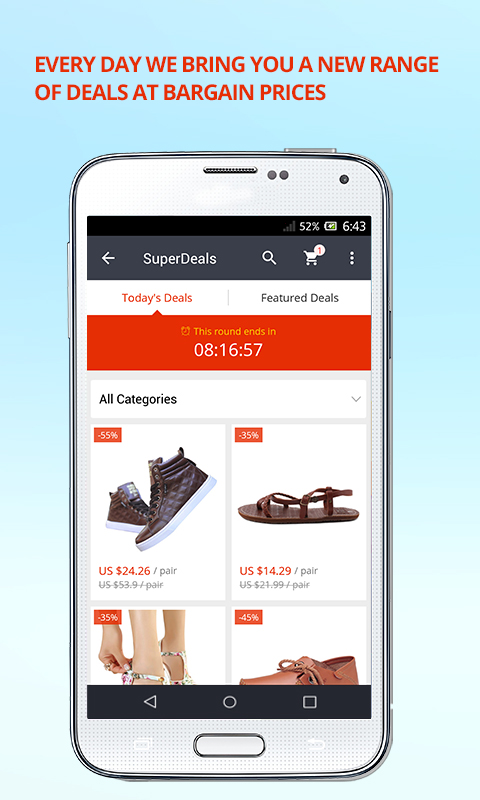 EVERY DAY WE BRING YOU A NEW RANGE
OF DEALS AT BARGAIN PRICES
52% 6:43
SuperDeals 1
Today's Deals Featured Deals
This round ends in
08:16:57
All Categories
-55% -35%
US $24.26 / pair US $14.29 / pair
US $53.9 / pair US $21.99 / pair
-35% -45%